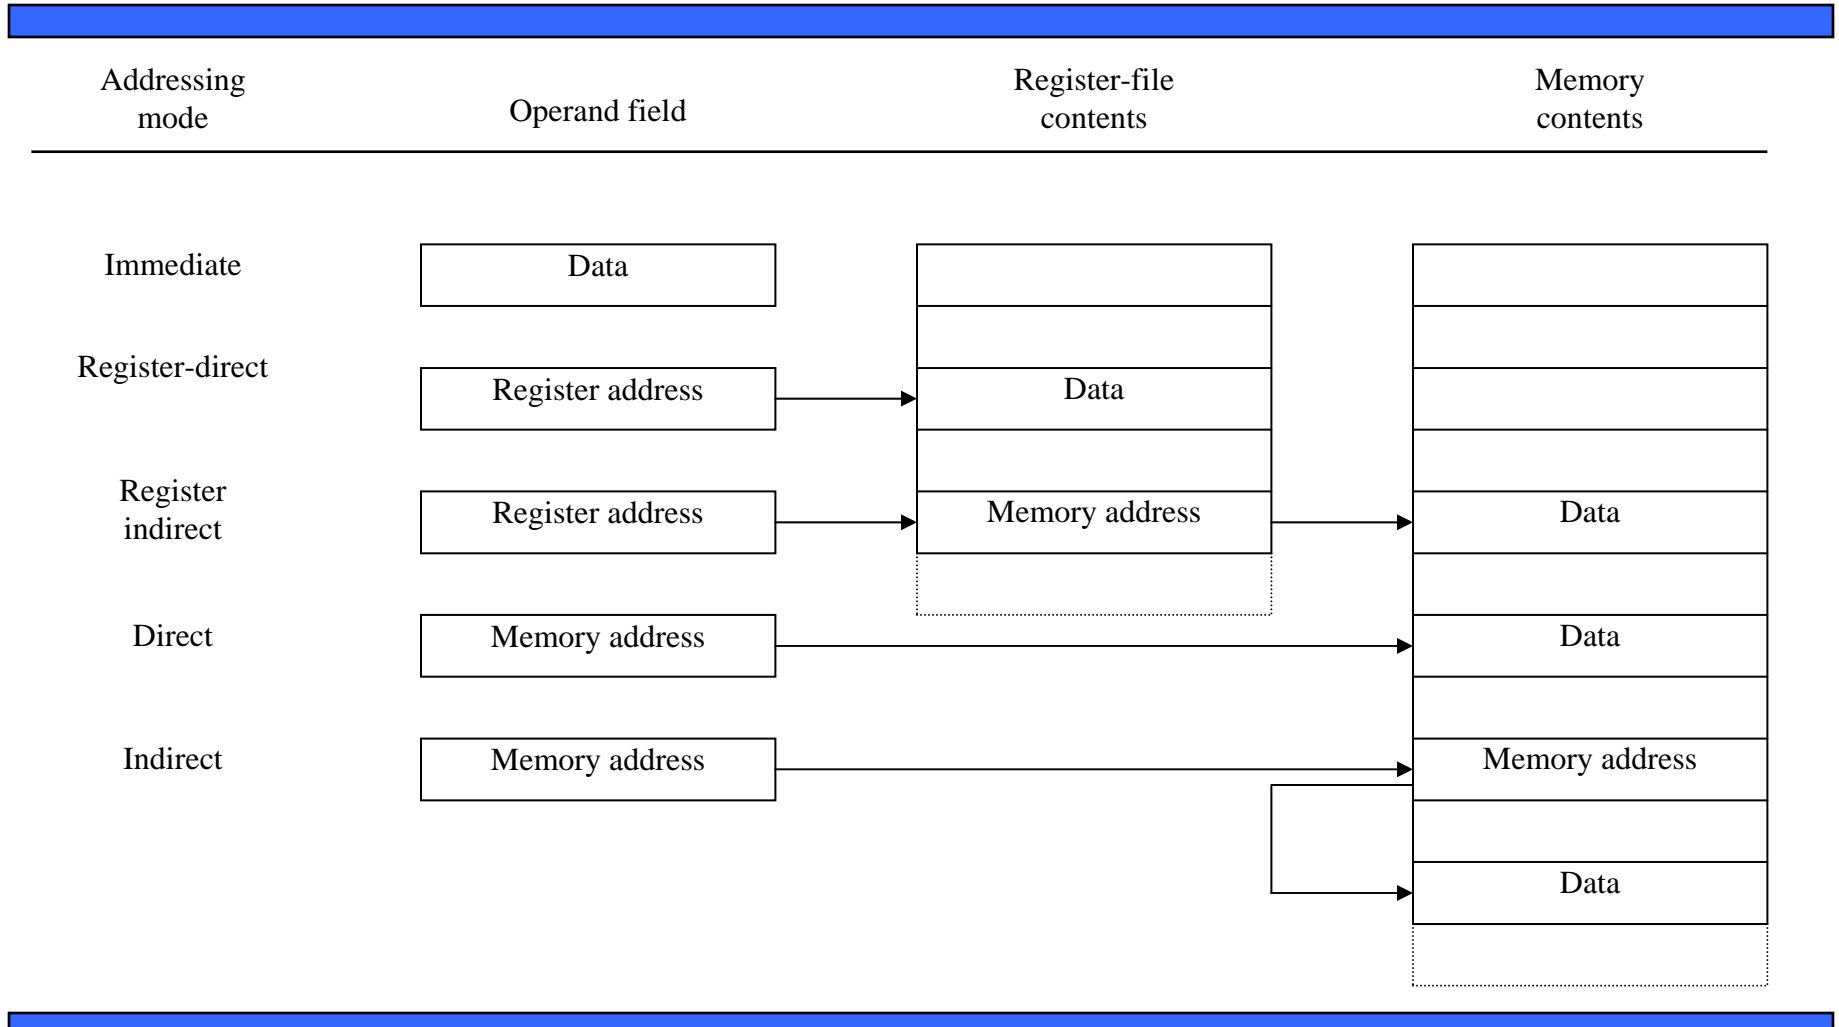 Addressing
mode
Operand field
Register-file
contents
Memory
contents
Immediate
Data
Register-direct
Register address
Data
Register
indirect
Register address
Memory address
Data
Direct
Memory address
Data
Indirect
Memory address
Memory address
Data